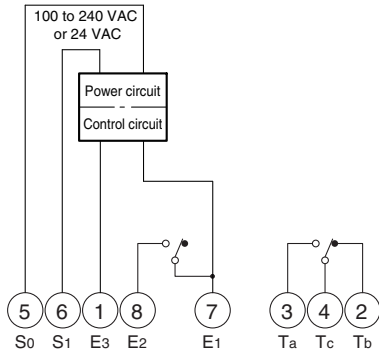 100 to 240 VAC
or 24 VAC
Power circuit
Control circuit
5 6 1 8 7 3 4 2
S0 S1 E3 E2 E1 Ta Tc Tb